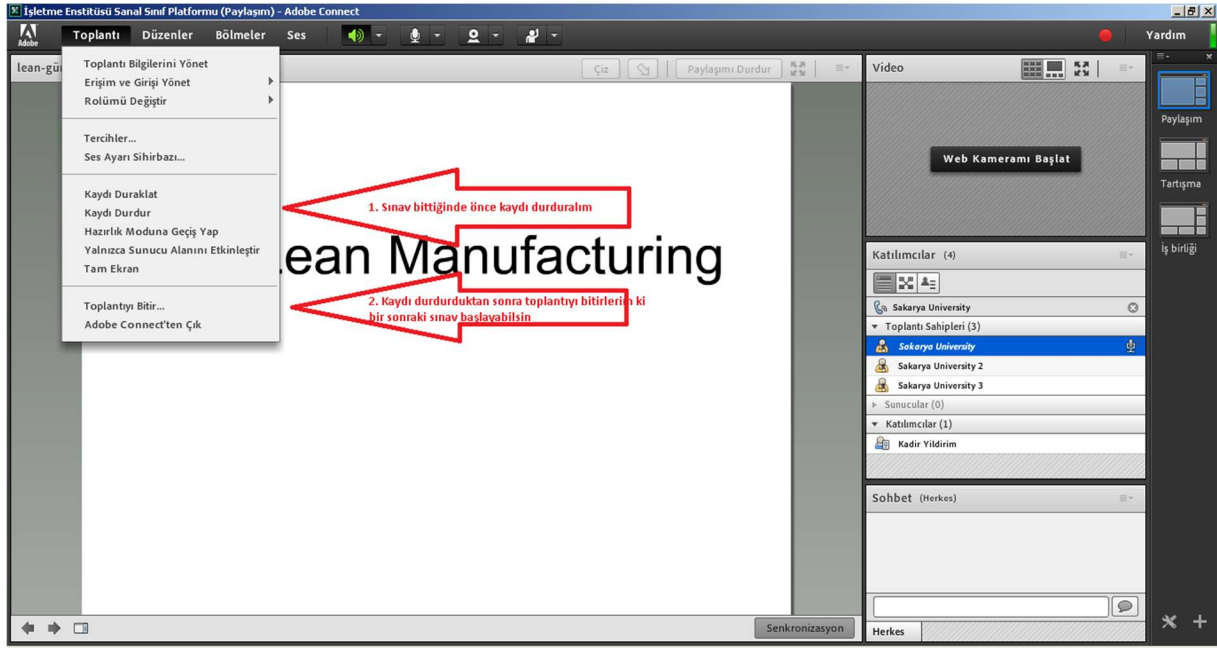 İşletme Enstitüsü Sanal Sınıf Platformu (Paylaşım) - Adobe Connect
Adobe
Toplantı Düzenler Bölmeler Ses
Yardım
lean-gü
Çiz
Paylaşımı Durdur
Toplantı Bilgilerini Yönet
Erişim ve Girişi Yönet
Rolümü Değiştir
Tercihler...
Ses Ayarı Sihirbazı...
Kaydı Duraklat
Kaydı Durdur
Hazırlık Moduna Geçiş Yap
Yalnızca Sunucu Alanını Etkinleştir
Tam Ekran
Toplantıyı Bitir...
Adobe Connect'ten Çık
1. Sınav bittiğinde önce kaydı durduralım
ean Manufacturing
2. Kaydı durdurduktan sonra toplantıyı bitirlerim ki
bir sonraki sınav başlayabilsin
Senkronizasyon
Video
Web Kameramı Başlat
Katılımcılar (4)
Sakarya University
Toplantı Sahipleri (3)
Sakarya University
Sakarya University 2
Sakarya University 3
Sunucular (0)
Katılımcılar (1)
Kadir Yildirim
Sohbet (Herkes)
Herkes
Paylaşım
Tartışma
İş birliği